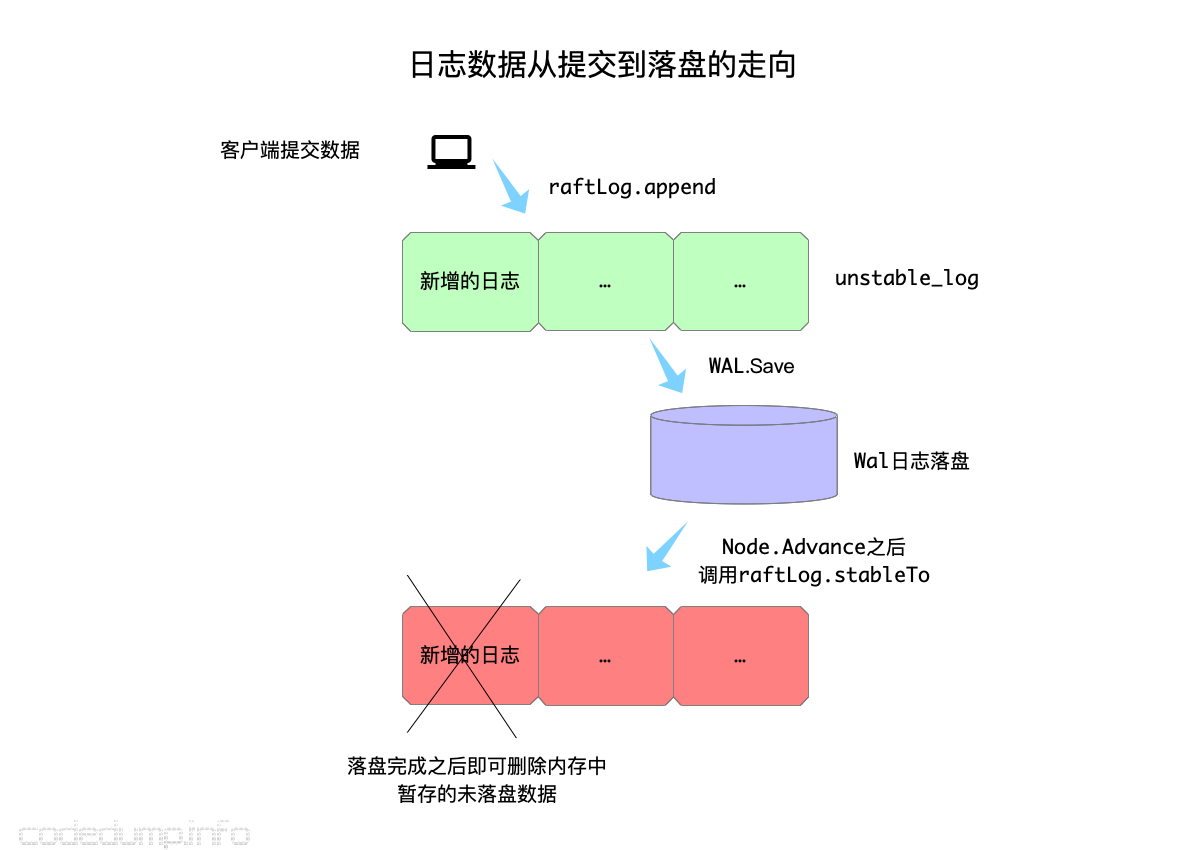 日志数据从提交到落盘的走向
客户端提交数据
raftLog.append
新增的日志
…
…
unstable_log
WAL.Save
Wal日志落盘
Node.Advance之后
调用raftLog.stableTo
新增的日志
…
…
落盘完成之后即可删除内存中
暂存的未落盘数据
codedump.info